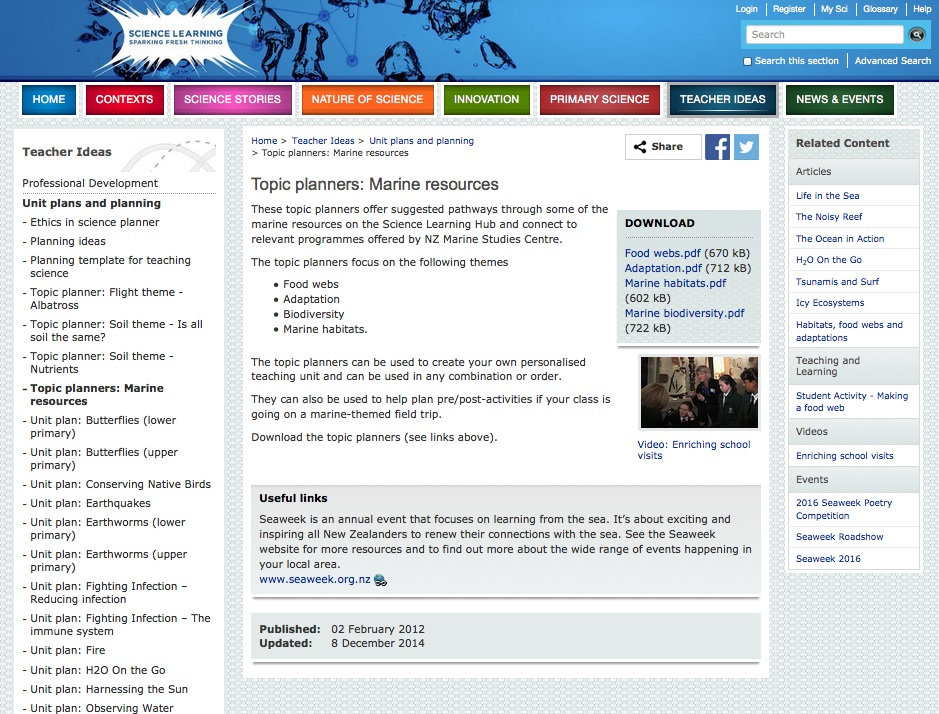 Login Register My Sci Glossary Help
SCIENCE LEARNING
SPARKING FRESH THINKING
Search
Search this section Advanced Search
HOME CONTEXTS SCIENCE STORIES NATURE OF SCIENCE INNOVATION PRIMARY SCIENCE TEACHER IDEAS NEWS & EVENTS
Teacher Ideas
Professional Development
Unit plans and planning
- Ethics in science planner
- Planning ideas
- Planning template for teaching
science
- Topic planner: Flight theme -
Albatross
- Topic planner: Soil theme - Is all
soil the same?
- Topic planner: Soil theme -
Nutrients
- Topic planners: Marine
resources
- Unit plan: Butterflies (lower
primary)
- Unit plan: Butterflies (upper
primary)
- Unit plan: Conserving Native Birds
- Unit plan: Earthquakes
- Unit plan: Earthworms (lower
primary)
- Unit plan: Earthworms (upper
primary)
- Unit plan: Fighting Infection –
Reducing infection
- Unit plan: Fighting Infection – The
immune system
- Unit plan: Fire
- Unit plan: H2O On the Go
- Unit plan: Harnessing the Sun
- Unit plan: Observing Water
Home > Teacher Ideas > Unit plans and planning
> Topic planners: Marine resources
Share
Topic planners: Marine resources
These topic planners offer suggested pathways through some of the
marine resources on the Science Learning Hub and connect to
relevant programmes offered by NZ Marine Studies Centre.
The topic planners focus on the following themes
• Food webs
• Adaptation
• Biodiversity
• Marine habitats.
The topic planners can be used to create your own personalised
teaching unit and can be used in any combination or order.
They can also be used to help plan pre/post-activities if your class is
going on a marine-themed field trip.
Download the topic planners (see links above).
DOWNLOAD
Food webs.pdf (670 kB)
Adaptation.pdf (712 kB)
Marine habitats.pdf
(602 kB)
Marine biodiversity.pdf
(722 kB)
Video: Enriching school
visits
Useful links
Seaweek is an annual event that focuses on learning from the sea. It’s about exciting and
inspiring all New Zealanders to renew their connections with the sea. See the Seaweek
website for more resources and to find out more about the wide range of events happening in
your local area.
www.seaweek.org.nz
Published: 02 February 2012
Updated: 8 December 2014
Related Content
Articles
Life in the Sea
The Noisy Reef
The Ocean in Action
H₂O On the Go
Tsunamis and Surf
Icy Ecosystems
Habitats, food webs and
adaptations
Teaching and
Learning
Student Activity - Making
a food web
Videos
Enriching school visits
Events
2016 Seaweek Poetry
Competition
Seaweek Roadshow
Seaweek 2016